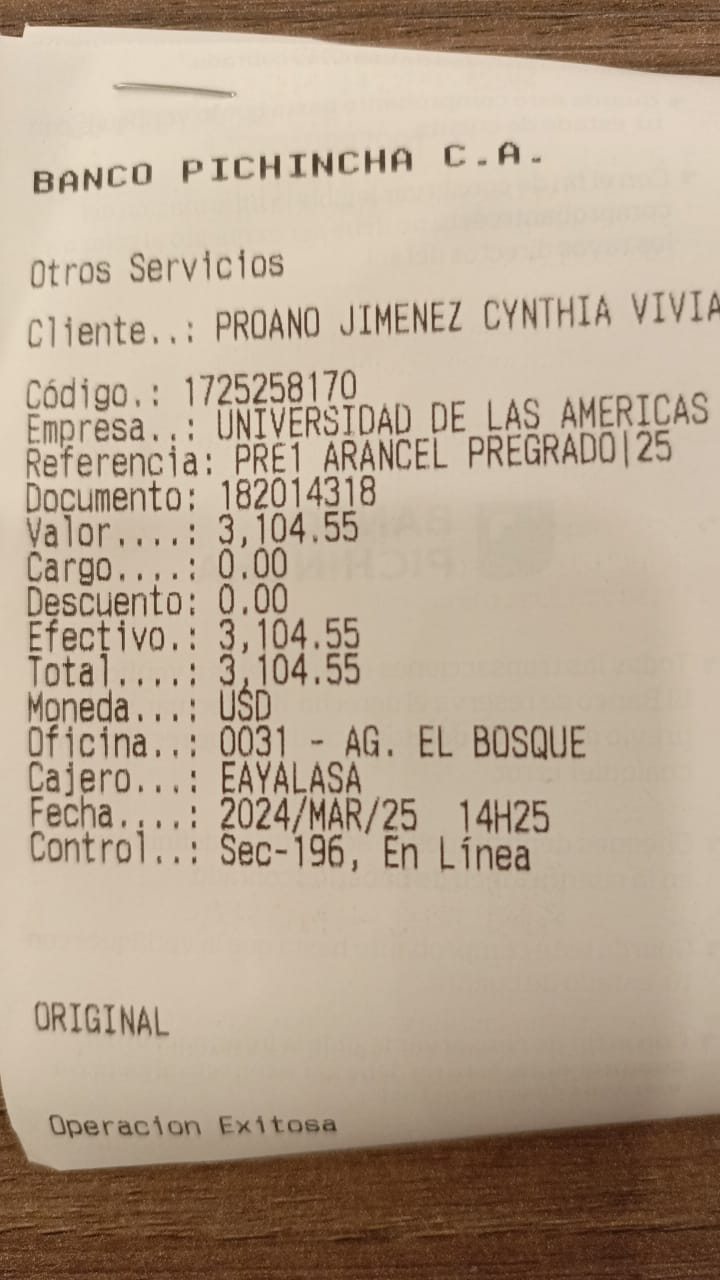 BANCO PICHINCHA C.A.
Otros Servicios
Cliente..: PROANO JIMENEZ CYNTHIA VIVIA
Código.: 1725258170
Empresa..: UNIVERSIDAD DE LAS AMERICAS
Referencia: PRE1 ARANCEL PREGRADO|25
Documento: 182014318
Valor....: 3,104.55
Cargo....: 0.00
Descuento: 0.00
Efectivo.: 3,104.55
Total....: 3,104.55
Moneda...: USD
Oficina..: 0031 - AG. EL BOSQUE
Cajero...: EAYALASA
Fecha....: 2024/MAR/25 14H25
Control..: Sec-196, En Línea
ORIGINAL
Operacion Exitosa